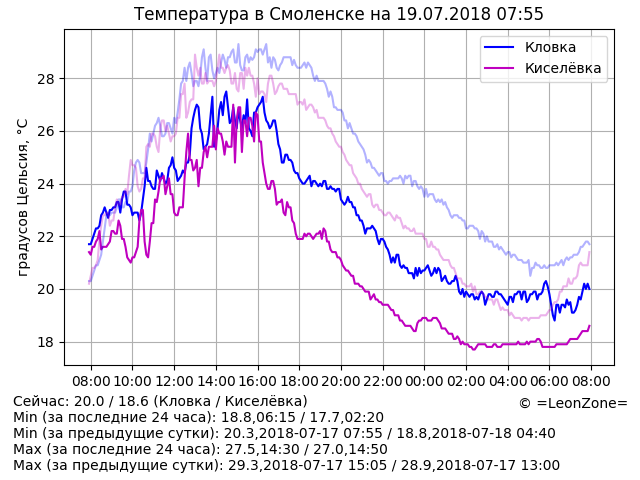 Температура в Смоленске на 19.07.2018 07:55
Кловка
Киселёвка
градусов Цельсия, °C
28
26
24
22
20
18
08:00 10:00 12:00 14:00 16:00 18:00 20:00 22:00 00:00 02:00 04:00 06:00 08:00
Сейчас: 20.0 / 18.6 (Кловка / Киселёвка)
© =LeonZone=
Min (за последние 24 часа): 18.8,06:15 / 17.7,02:20
Min (за предыдущие сутки): 20.3,2018-07-17 07:55 / 18.8,2018-07-18 04:40
Max (за последние 24 часа): 27.5,14:30 / 27.0,14:50
Max (за предыдущие сутки): 29.3,2018-07-17 15:05 / 28.9,2018-07-17 13:00